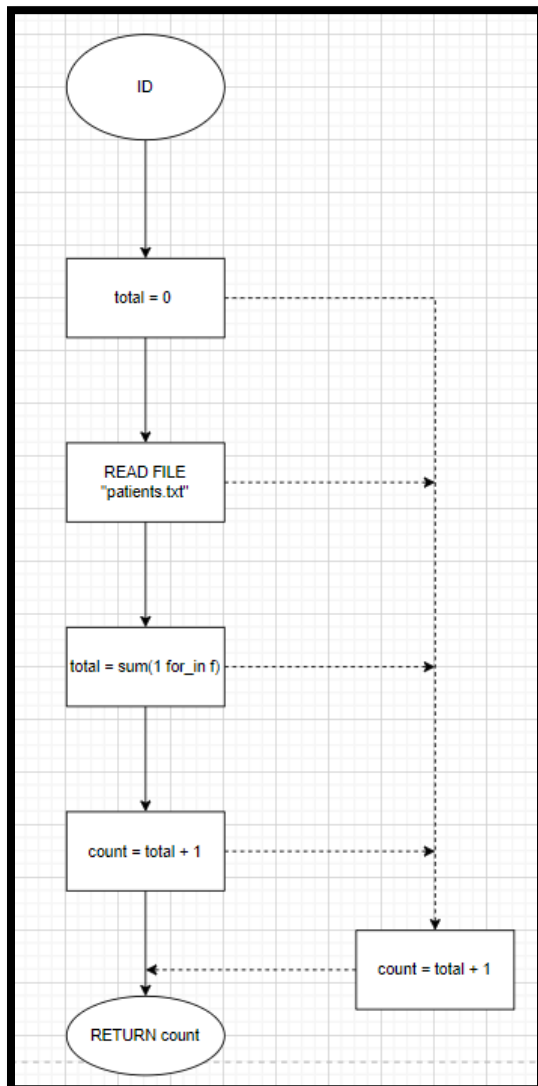 ID
total = 0
READ FILE
"patients.txt"
total = sum(1 for_in f)
count = total + 1
count = total + 1
RETURN count